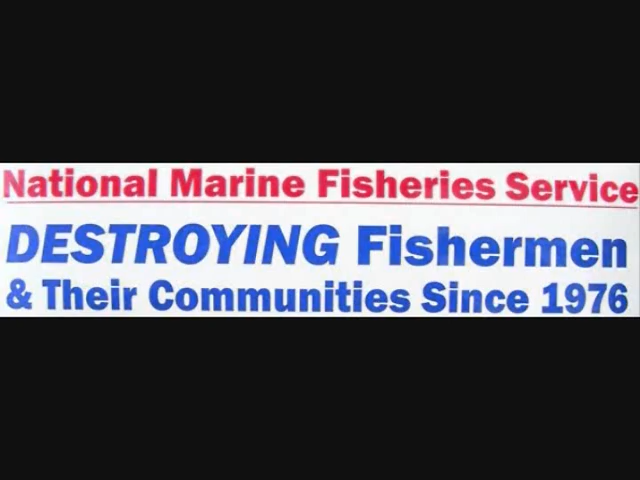 National Marine Fisheries Service
DESTROYING Fishermen
& Their Communities Since 1976